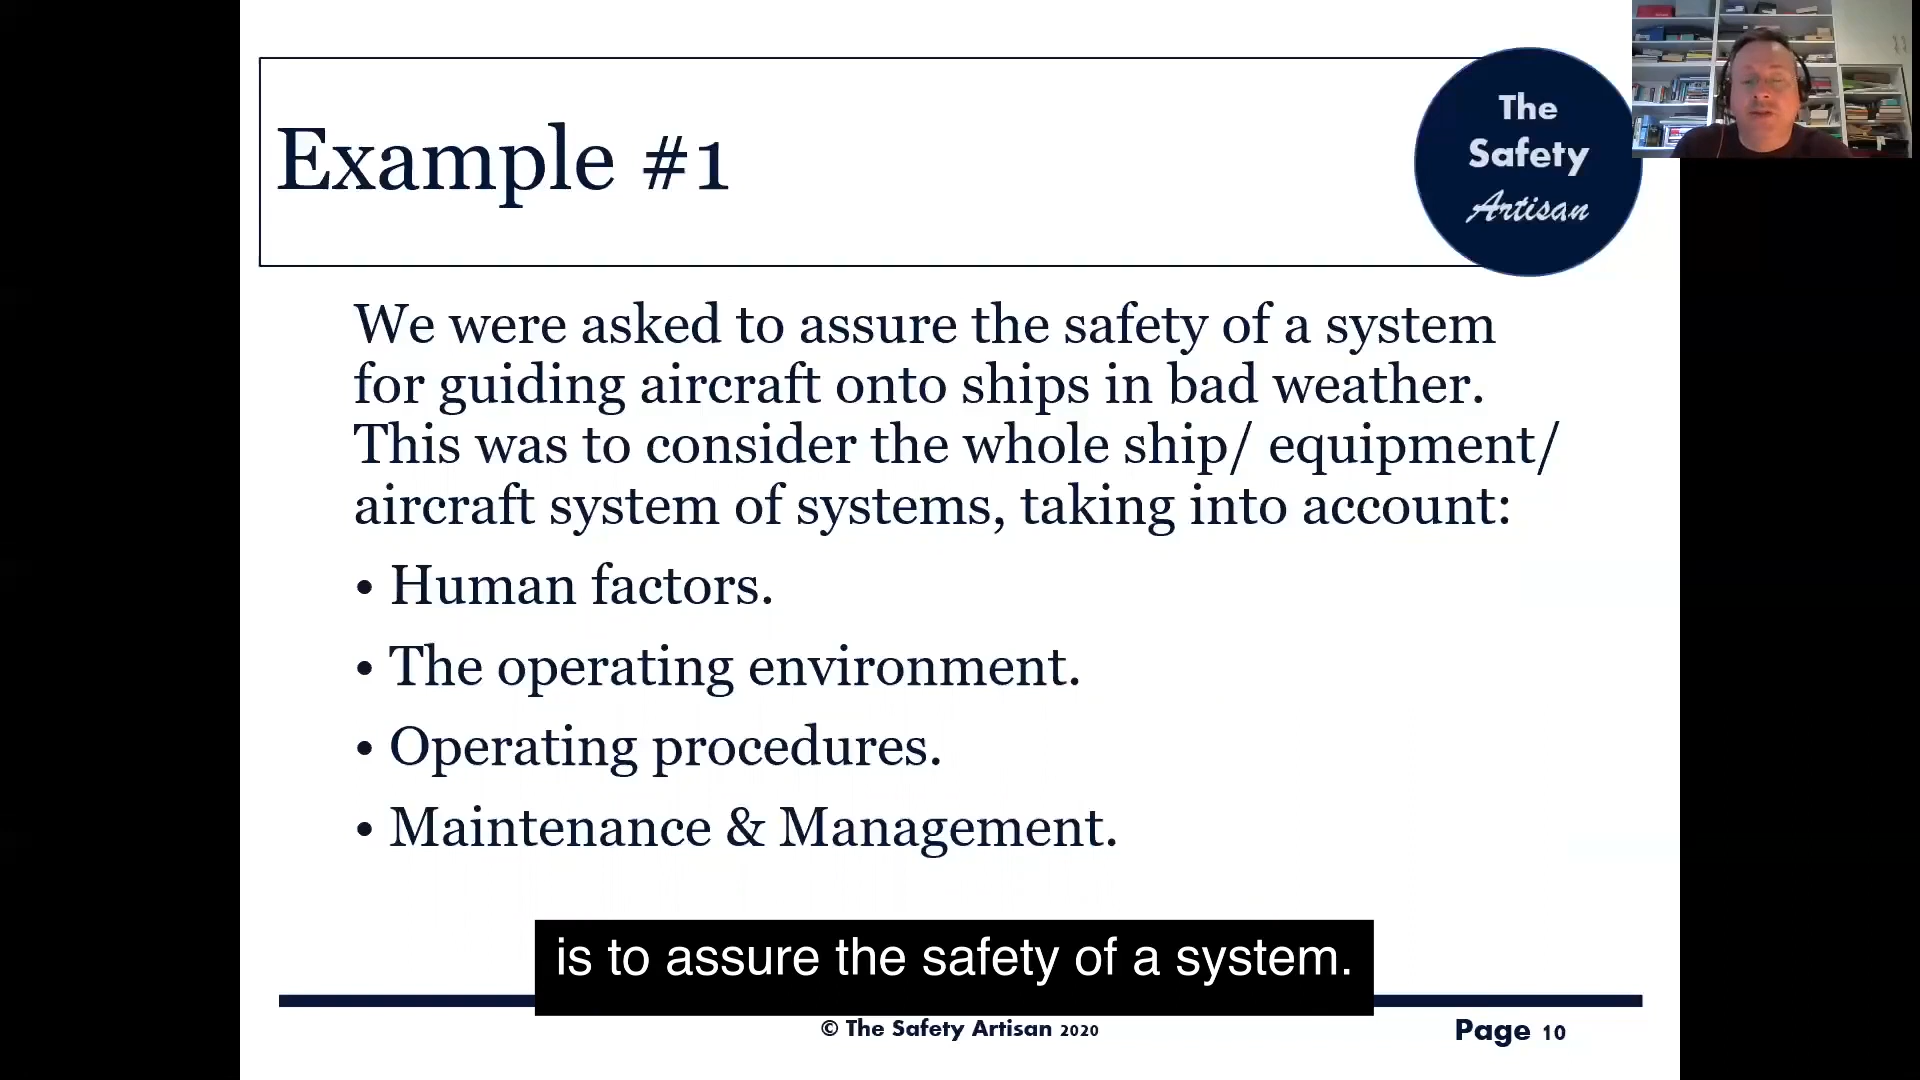 Example #1
The
Safety
Artisan
We were asked to assure the safety of a system
for guiding aircraft onto ships in bad weather.
This was to consider the whole ship/ equipment/
aircraft system of systems, taking into account:
• Human factors.
• The operating environment.
• Operating procedures.
• Maintenance & Management.
is to assure the safety of a system.
© The Safety Artisan 2020
Page 10